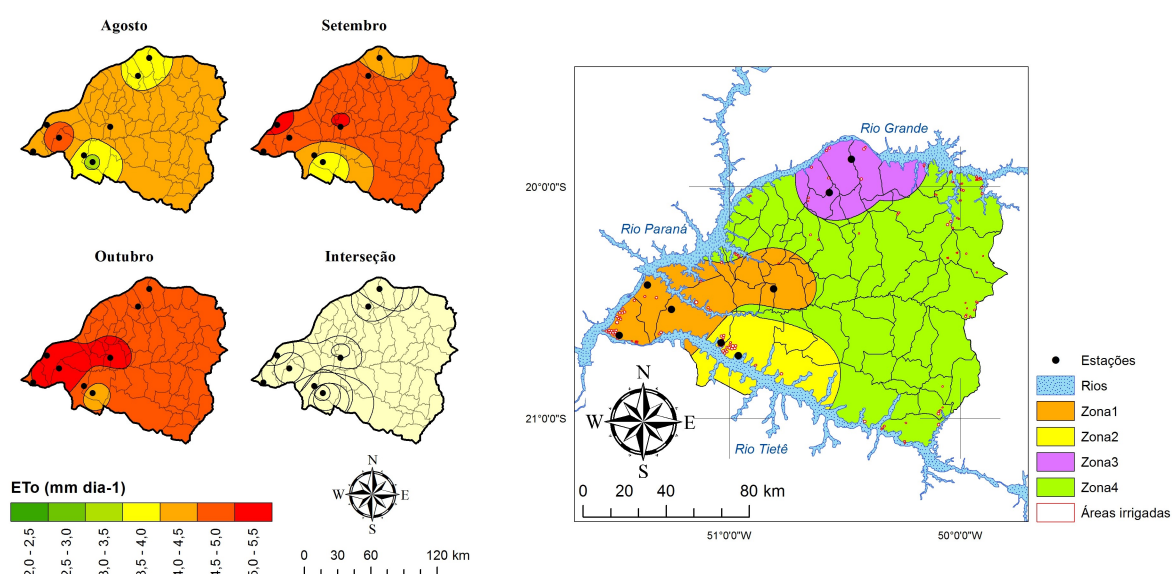 Agosto
Setembro
Outubro
Interseção
ETo (mm dia-1)
2,0 - 2,5
2,5 - 3,0
3,0 - 3,5
3,5 - 4,0
4,0 - 4,5
4,5 - 5,0
5,0 - 5,5
N
W
E
S
0 30 60 120 km
Rio Grande
20°0'0"S
Rio Paraná
21°0'0"S
N
W
E
S
Rio Tietê
0 20 40 80 km
51°0'0"W
50°0'0"W
Estações
Rios
Zona1
Zona2
Zona3
Zona4
Áreas irrigadas